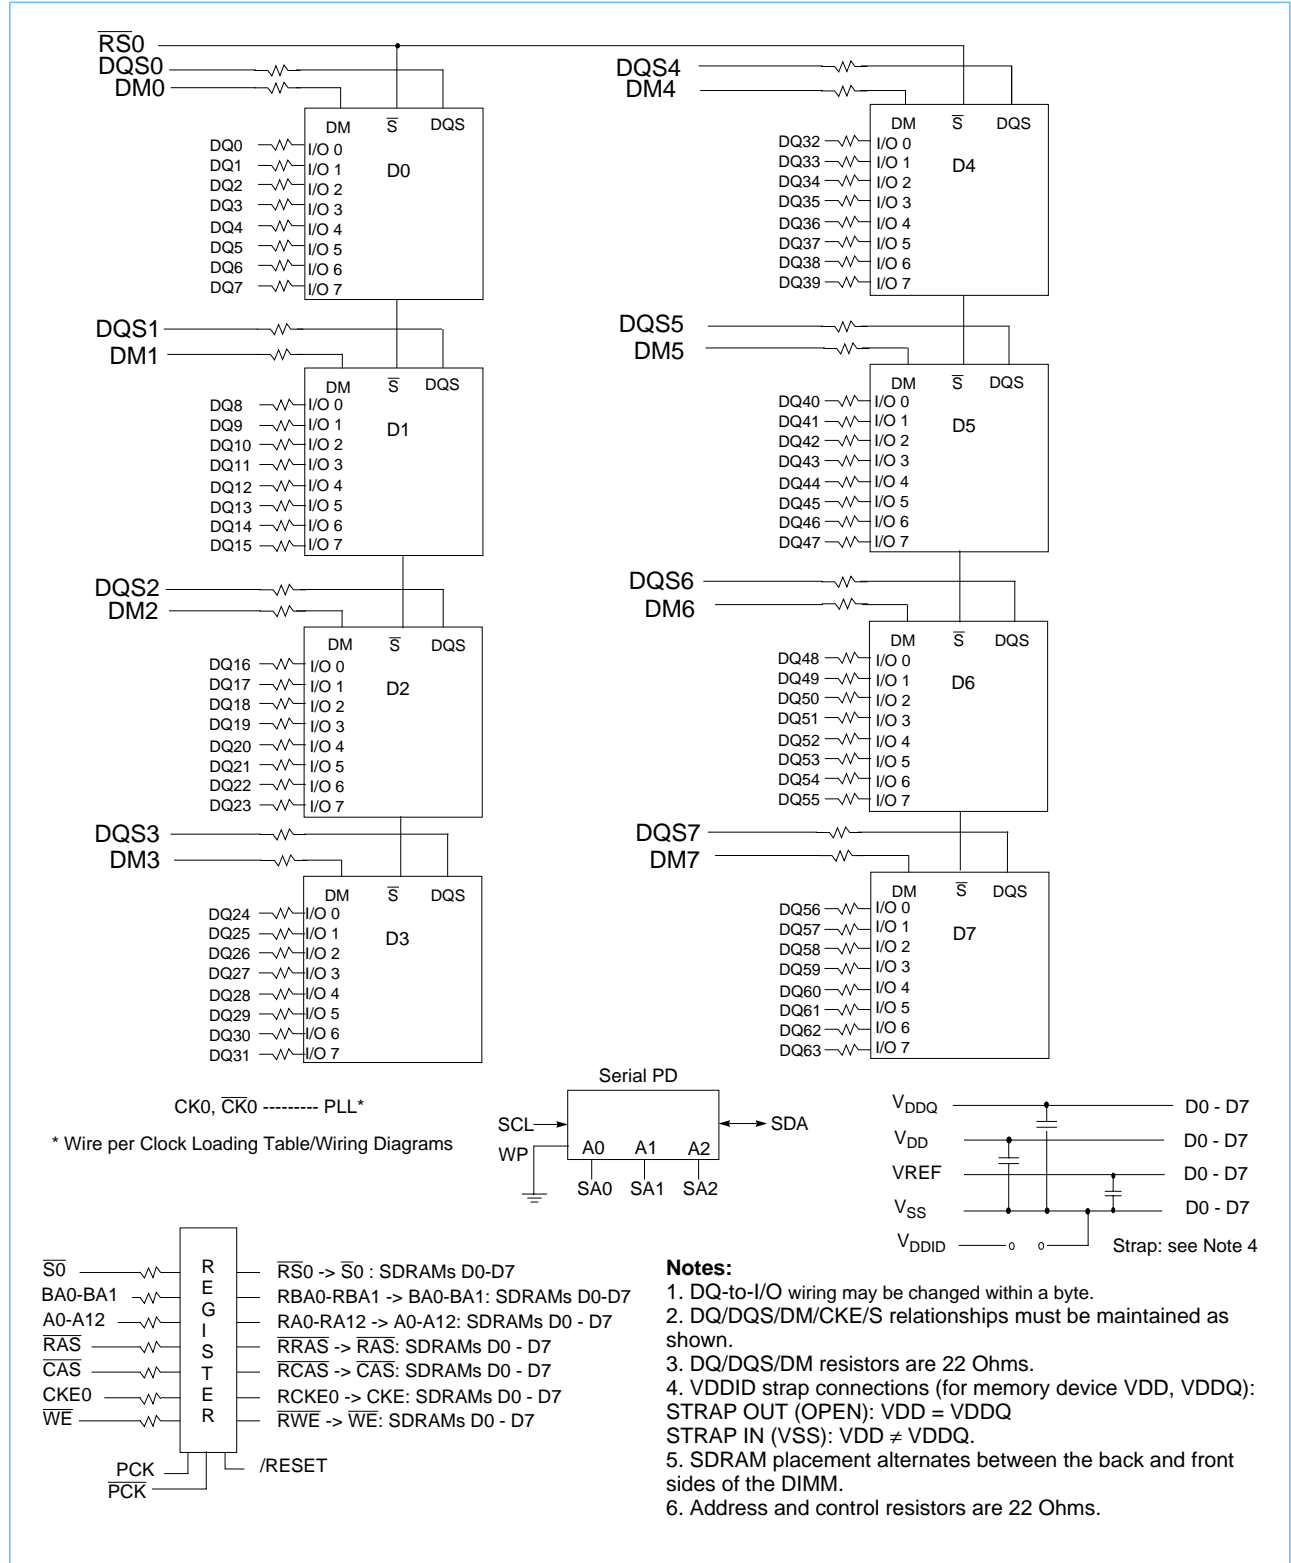 R̅S̅0
DQS0
DM0
DM S̅ DQS
D0
DQ0 I/O 0
DQ1 I/O 1
DQ2 I/O 2
DQ3 I/O 3
DQ4 I/O 4
DQ5 I/O 5
DQ6 I/O 6
DQ7 I/O 7
DQS1
DM1
DM S̅ DQS
D1
DQ8 I/O 0
DQ9 I/O 1
DQ10 I/O 2
DQ11 I/O 3
DQ12 I/O 4
DQ13 I/O 5
DQ14 I/O 6
DQ15 I/O 7
DQS2
DM2
DM S̅ DQS
D2
DQ16 I/O 0
DQ17 I/O 1
DQ18 I/O 2
DQ19 I/O 3
DQ20 I/O 4
DQ21 I/O 5
DQ22 I/O 6
DQ23 I/O 7
DQS3
DM3
DM S̅ DQS
D3
DQ24 I/O 0
DQ25 I/O 1
DQ26 I/O 2
DQ27 I/O 3
DQ28 I/O 4
DQ29 I/O 5
DQ30 I/O 6
DQ31 I/O 7
DQS4
DM4
DM S̅ DQS
D4
DQ32 I/O 0
DQ33 I/O 1
DQ34 I/O 2
DQ35 I/O 3
DQ36 I/O 4
DQ37 I/O 5
DQ38 I/O 6
DQ39 I/O 7
DQS5
DM5
DM S̅ DQS
D5
DQ40 I/O 0
DQ41 I/O 1
DQ42 I/O 2
DQ43 I/O 3
DQ44 I/O 4
DQ45 I/O 5
DQ46 I/O 6
DQ47 I/O 7
DQS6
DM6
DM S̅ DQS
D6
DQ48 I/O 0
DQ49 I/O 1
DQ50 I/O 2
DQ51 I/O 3
DQ52 I/O 4
DQ53 I/O 5
DQ54 I/O 6
DQ55 I/O 7
DQS7
DM7
DM S̅ DQS
D7
DQ56 I/O 0
DQ57 I/O 1
DQ58 I/O 2
DQ59 I/O 3
DQ60 I/O 4
DQ61 I/O 5
DQ62 I/O 6
DQ63 I/O 7
CK0, C̅K̅0 --------- PLL*
* Wire per Clock Loading Table/Wiring Diagrams
Serial PD
SCL SDA
WP A0 A1 A2
SA0 SA1 SA2
VDDQ D0 - D7
VDD D0 - D7
VREF D0 - D7
VSS D0 - D7
VDDID Strap: see Note 4
REGISTER
S̅0̅ R̅S̅0 -> S̅0 : SDRAMs D0-D7
BA0-BA1 RBA0-RBA1 -> BA0-BA1: SDRAMs D0-D7
A0-A12 RA0-RA12 -> A0-A12: SDRAMs D0 - D7
R̅A̅S̅ R̅R̅A̅S̅ -> R̅A̅S̅: SDRAMs D0 - D7
C̅A̅S̅ R̅C̅A̅S̅ -> C̅A̅S̅: SDRAMs D0 - D7
CKE0 RCKE0 -> CKE: SDRAMs D0 - D7
W̅E̅ R̅W̅E̅ -> W̅E̅: SDRAMs D0 - D7
PCK /RESET
P̅C̅K̅
Notes:
1. DQ-to-I/O wiring may be changed within a byte.
2. DQ/DQS/DM/CKE/S relationships must be maintained as
shown.
3. DQ/DQS/DM resistors are 22 Ohms.
4. VDDID strap connections (for memory device VDD, VDDQ):
STRAP OUT (OPEN): VDD = VDDQ
STRAP IN (VSS): VDD ≠ VDDQ.
5. SDRAM placement alternates between the back and front
sides of the DIMM.
6. Address and control resistors are 22 Ohms.